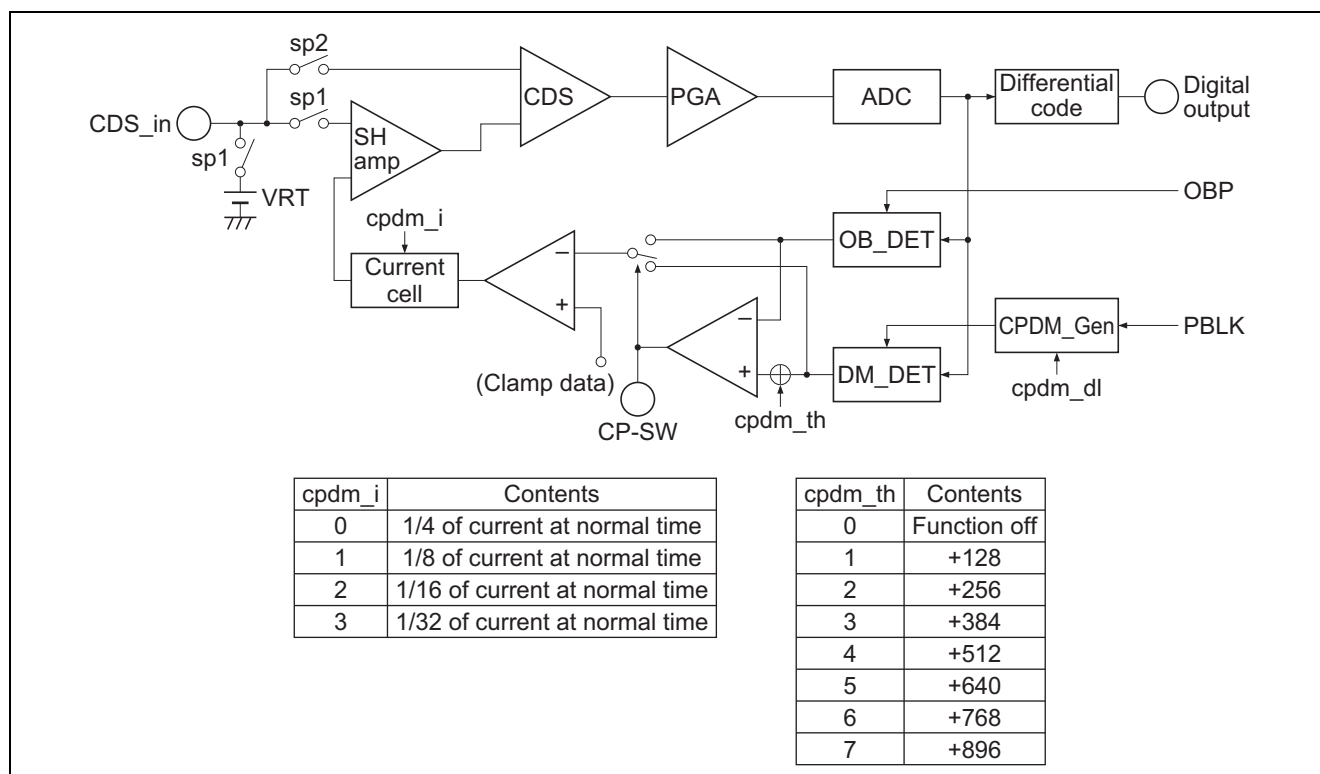 sp2
CDS_in
sp1
sp1
VRT
SH
amp
CDS
PGA
ADC
Differential
code
Digital
output
OBP
OB_DET
cpdm_i
Current
cell
−
+
(Clamp data)
−
+
CP-SW
cpdm_th
DM_DET
CPDM_Gen
PBLK
cpdm_dl
cpdm_i Contents
0 1/4 of current at normal time
1 1/8 of current at normal time
2 1/16 of current at normal time
3 1/32 of current at normal time
cpdm_th Contents
0 Function off
1 +128
2 +256
3 +384
4 +512
5 +640
6 +768
7 +896